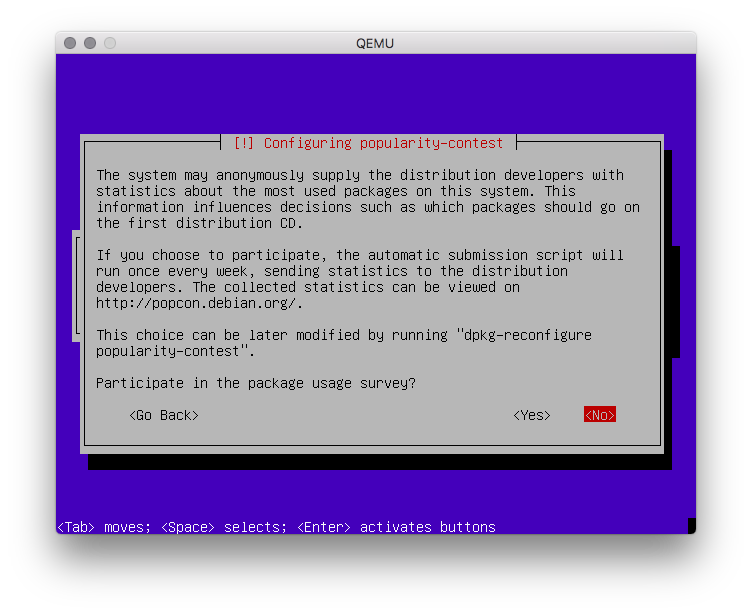 QEMU
[!] Configuring popularity-contest
The system may anonymously supply the distribution developers with
statistics about the most used packages on this system. This
information influences decisions such as which packages should go on
the first distribution CD.
If you choose to participate, the automatic submission script will
run once every week, sending statistics to the distribution
developers. The collected statistics can be viewed on
http://popcon.debian.org/.
This choice can be later modified by running "dpkg-reconfigure
popularity-contest".
Participate in the package usage survey?
<Go Back> <Yes> <No>
<Tab> moves; <Space> selects; <Enter> activates buttons